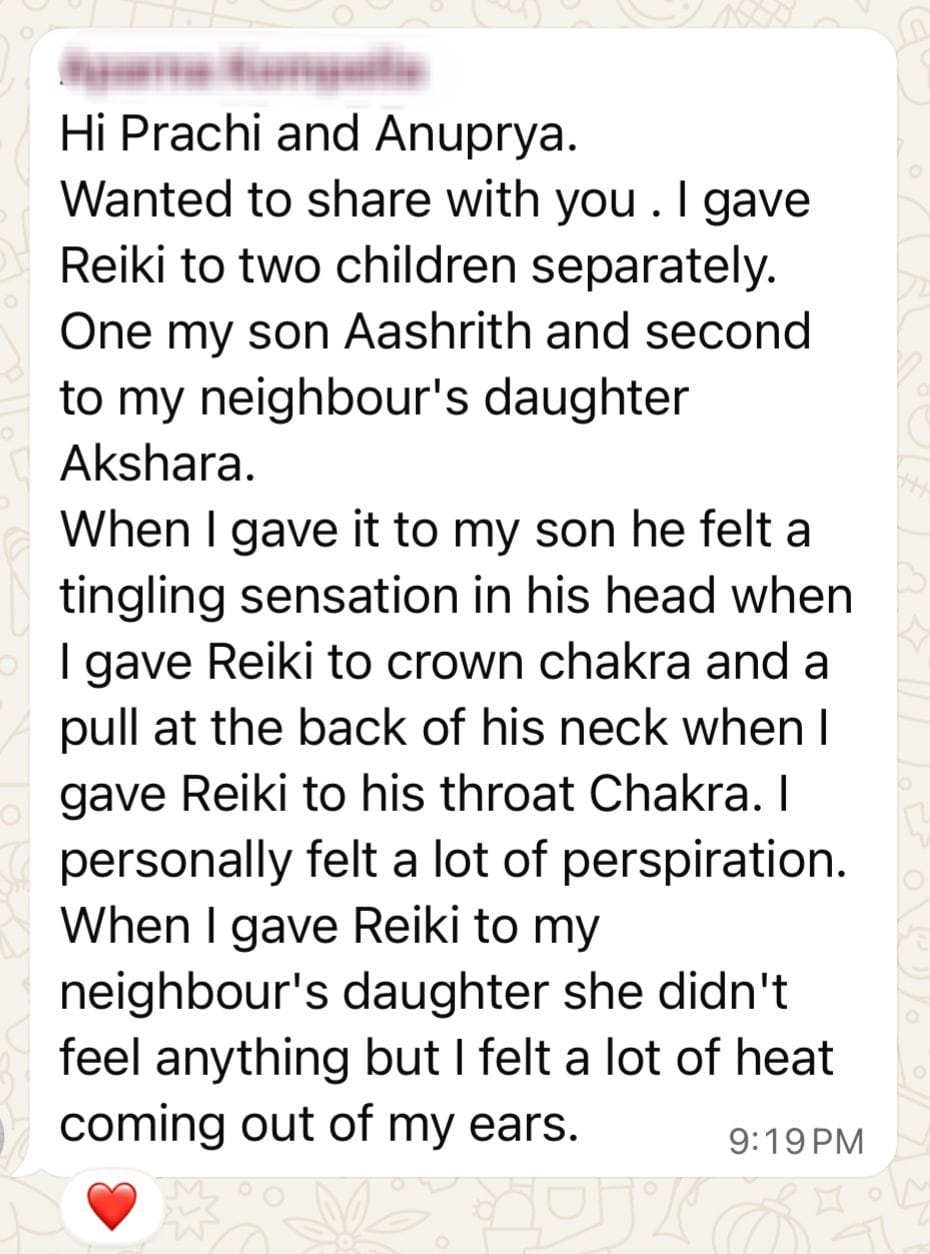 Hi Prachi and Anuprya.
Wanted to share with you . I gave
Reiki to two children separately.
One my son Aashrith and second
to my neighbour's daughter
Akshara.
When I gave it to my son he felt a
tingling sensation in his head when
I gave Reiki to crown chakra and a
pull at the back of his neck when I
gave Reiki to his throat Chakra. I
personally felt a lot of perspiration.
When I gave Reiki to my
neighbour's daughter she didn't
feel anything but I felt a lot of heat
coming out of my ears.
9:19 PM